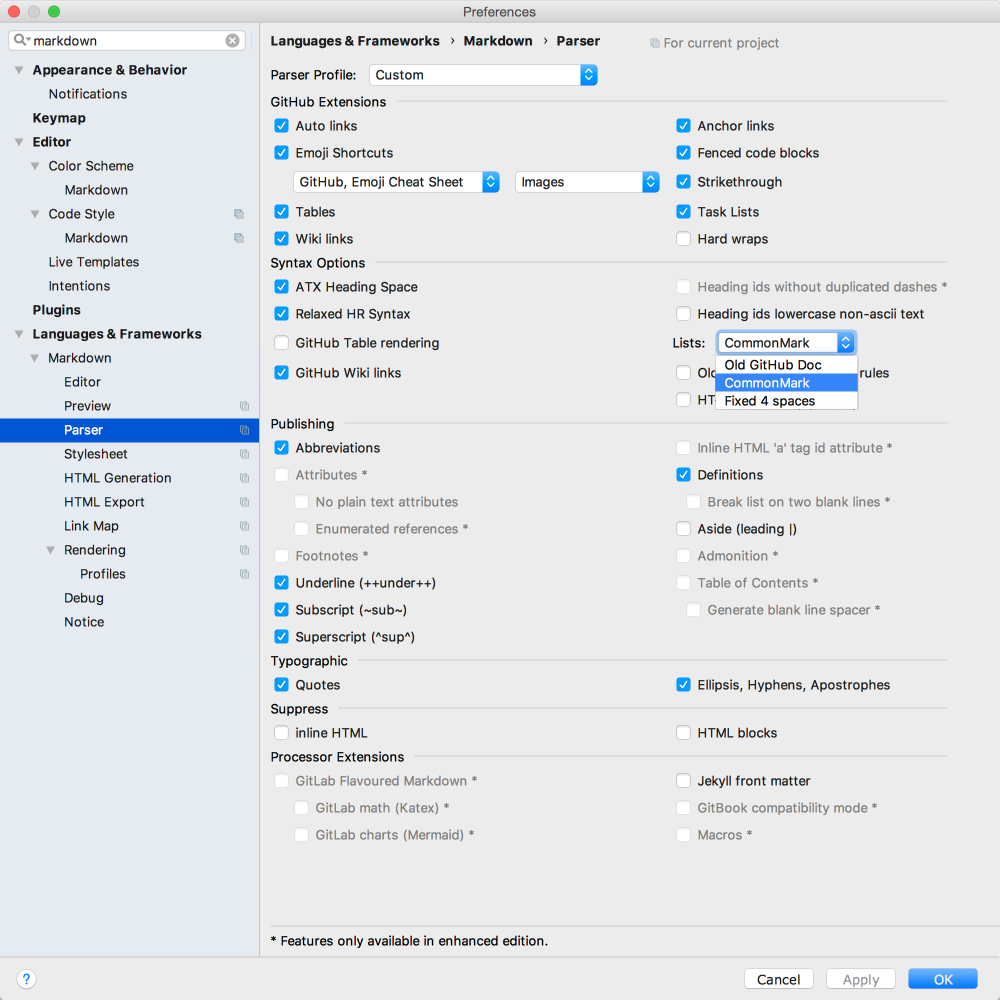 Preferences
markdown
Appearance & Behavior
Notifications
Keymap
Editor
Color Scheme
Markdown
Code Style
Markdown
Live Templates
Intentions
Plugins
Languages & Frameworks
Markdown
Editor
Preview
Parser
Stylesheet
HTML Generation
HTML Export
Link Map
Rendering
Profiles
Debug
Notice
Languages & Frameworks › Markdown › Parser For current project
Parser Profile: Custom
GitHub Extensions
Auto links Anchor links
Emoji Shortcuts Fenced code blocks
GitHub, Emoji Cheat Sheet Images Strikethrough
Tables Task Lists
Wiki links Hard wraps
Syntax Options
ATX Heading Space Heading ids without duplicated dashes *
Relaxed HR Syntax Heading ids lowercase non-ascii text
GitHub Table rendering Lists: CommonMark
Old GitHub Doc
GitHub Wiki links CommonMark rules
Fixed 4 spaces
Publishing
Abbreviations Inline HTML 'a' tag id attribute *
Attributes * Definitions
No plain text attributes Break list on two blank lines *
Enumerated references * Aside (leading |)
Footnotes * Admonition *
Underline (++under++) Table of Contents *
Subscript (~sub~) Generate blank line spacer *
Superscript (^sup^)
Typographic
Quotes Ellipsis, Hyphens, Apostrophes
Suppress
inline HTML HTML blocks
Processor Extensions
GitLab Flavoured Markdown * Jekyll front matter
GitLab math (Katex) * GitBook compatibility mode *
GitLab charts (Mermaid) * Macros *
* Features only available in enhanced edition.
? Cancel Apply OK